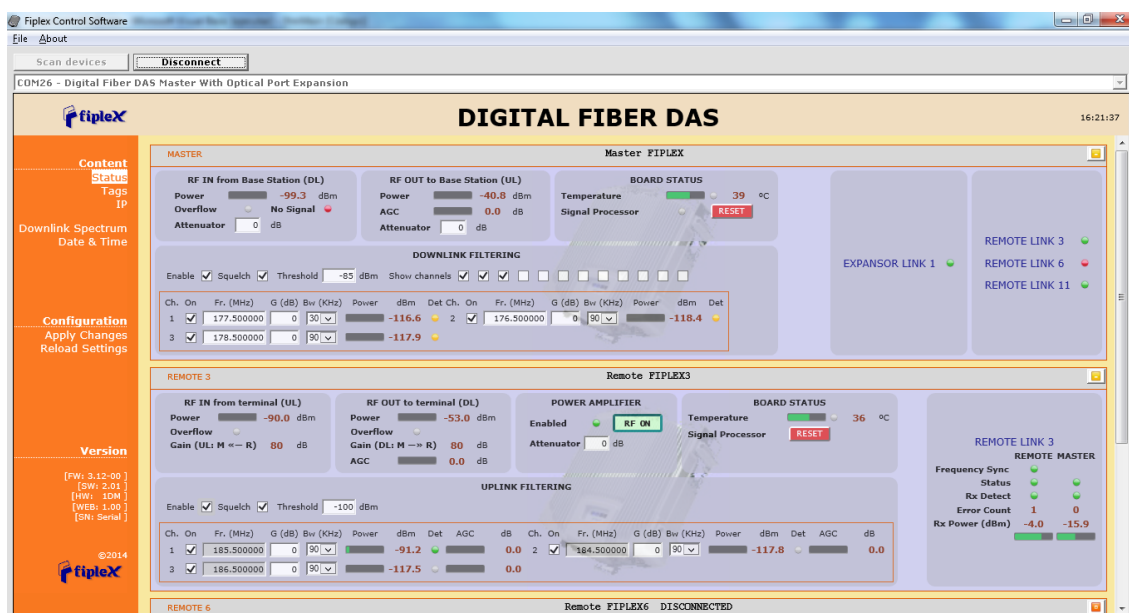 Fiplex Control Software
File About
Scan devices Disconnect
COM26 - Digital Fiber DAS Master With Optical Port Expansion
fipleX DIGITAL FIBER DAS 16:21:37
Content
Status
Tags
IP
Downlink Spectrum
Date & Time
Configuration
Apply Changes
Reload Settings
Version
[FW: 3.12-00 ]
[SW: 2.01 ]
[HW: 1DM ]
[WEB: 1.00 ]
[SN: Serial ]
©2014
fipleX
MASTER Master FIPLEX
RF IN from Base Station (DL) RF OUT to Base Station (UL) BOARD STATUS
Power -99.3 dBm Power -40.8 dBm Temperature 39 ºC
Overflow No Signal AGC 0.0 dB Signal Processor RESET
Attenuator 0 dB Attenuator 0 dB
DOWNLINK FILTERING
Enable Squelch Threshold -85 dBm Show channels
Ch. On Fr. (MHz) G (dB) Bw (KHz) Power dBm Det Ch. On Fr. (MHz) G (dB) Bw (KHz) Power dBm Det
1 177.500000 0 30 -116.6 2 176.500000 0 90 -118.4
3 178.500000 0 90 -117.9
EXPANSOR LINK 1
REMOTE LINK 3
REMOTE LINK 6
REMOTE LINK 11
REMOTE 3 Remote FIPLEX3
RF IN from terminal (UL) RF OUT to terminal (DL) POWER AMPLIFIER BOARD STATUS
Power -90.0 dBm Power -53.0 dBm Enabled RF ON Temperature 36 ºC
Overflow Overflow Attenuator 0 dB Signal Processor RESET
Gain (UL: M «— R) 80 dB Gain (DL: M —» R) 80 dB
AGC 0.0 dB
UPLINK FILTERING
Enable Squelch Threshold -100 dBm
Ch. On Fr. (MHz) G (dB) Bw (KHz) Power dBm Det AGC dB Ch. On Fr. (MHz) G (dB) Bw (KHz) Power dBm Det AGC dB
1 185.500000 0 90 -91.2 0.0 2 184.500000 0 90 -117.8 0.0
3 186.500000 0 90 -117.5 0.0
REMOTE LINK 3
REMOTE MASTER
Frequency Sync
Status
Rx Detect
Error Count 1 0
Rx Power (dBm) -4.0 -15.9
REMOTE 6 Remote FIPLEX6 DISCONNECTED